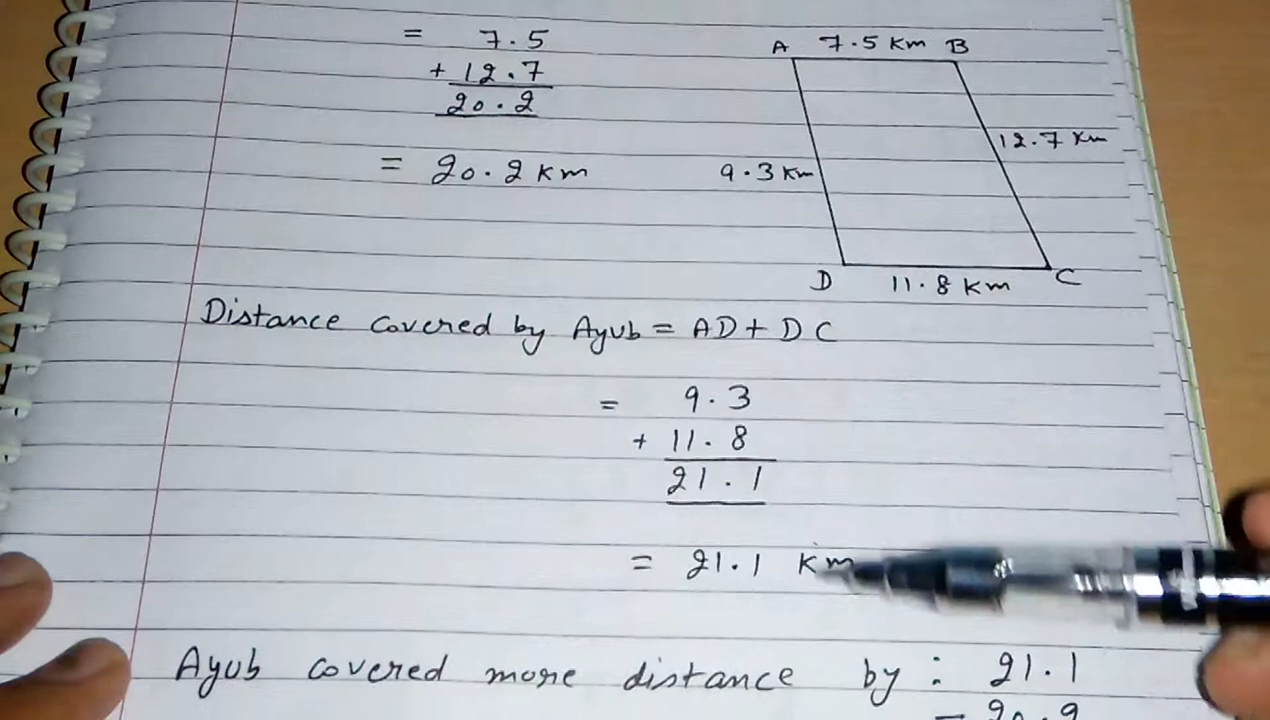 = 7.5
+ 12.7
20.2
= 20.2 km
A 7.5 km B
12.7 km
9.3 km
D 11.8 km C
Distance covered by Ayub = AD + DC
= 9.3
+ 11.8
21.1
= 21.1 km
Ayub covered more distance by : 21.1
- 20.2